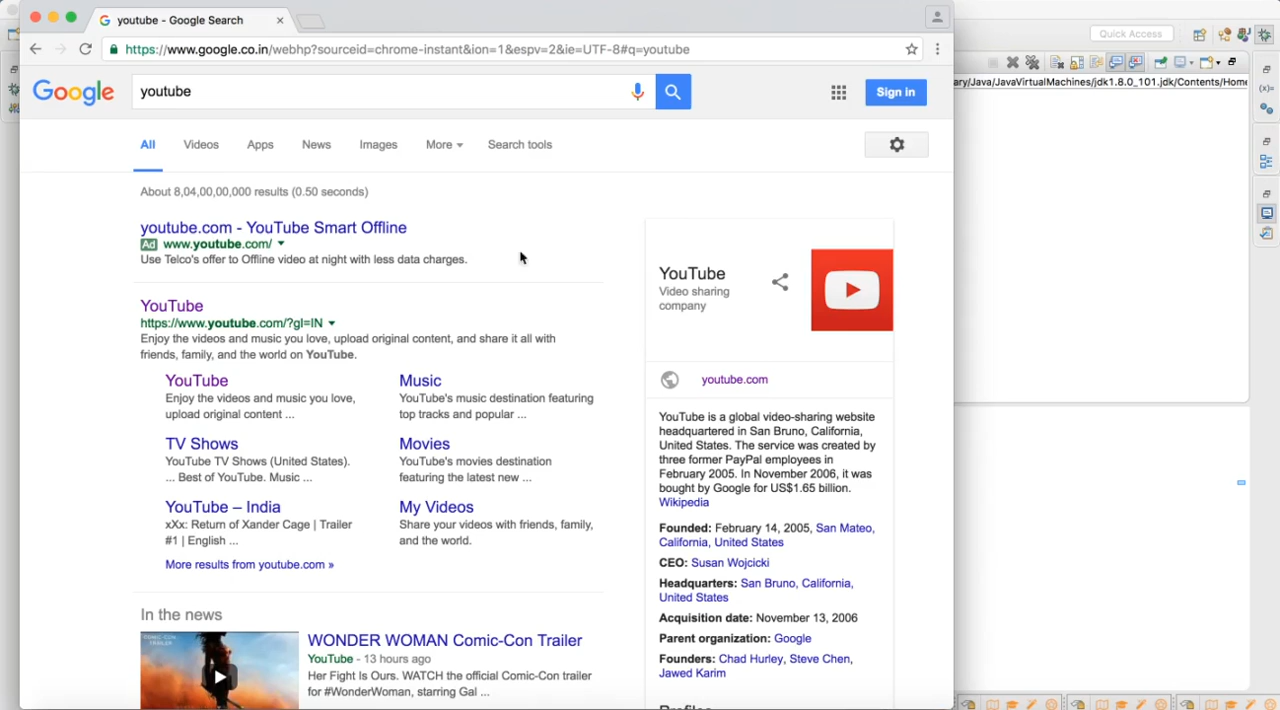 youtube - Google Search
https://www.google.co.in/webhp?sourceid=chrome-instant&ion=1&espv=2&ie=UTF-8#q=youtube
Quick Access
ary/Java/JavaVirtualMachines/jdk1.8.0_101.jdk/Contents/Home
Google
youtube
Sign in
All
Videos
Apps
News
Images
More
Search tools
About 8,04,00,00,000 results (0.50 seconds)
youtube.com - YouTube Smart Offline
Ad www.youtube.com/
Use Telco's offer to Offline video at night with less data charges.
YouTube
https://www.youtube.com/?gl=IN
Enjoy the videos and music you love, upload original content, and share it all with
friends, family, and the world on YouTube.
YouTube
Enjoy the videos and music you love,
upload original content ...
Music
YouTube's music destination featuring
top tracks and popular ...
TV Shows
YouTube TV Shows (United States).
... Best of YouTube. Music ...
Movies
YouTube's movies destination
featuring the latest new ...
YouTube – India
xXx: Return of Xander Cage | Trailer
#1 | English ...
My Videos
Share your videos with friends, family,
and the world.
More results from youtube.com »
In the news
COMIC CON
TRAILER
WONDER WOMAN Comic-Con Trailer
YouTube - 13 hours ago
Her Fight Is Ours. WATCH the official Comic-Con trailer
for #WonderWoman, starring Gal ...
YouTube
Video sharing
company
youtube.com
YouTube is a global video-sharing website
headquartered in San Bruno, California,
United States. The service was created by
three former PayPal employees in
February 2005. In November 2006, it was
bought by Google for US$1.65 billion.
Wikipedia
Founded: February 14, 2005, San Mateo,
California, United States
CEO: Susan Wojcicki
Headquarters: San Bruno, California,
United States
Acquisition date: November 13, 2006
Parent organization: Google
Founders: Chad Hurley, Steve Chen,
Jawed Karim
Profiles